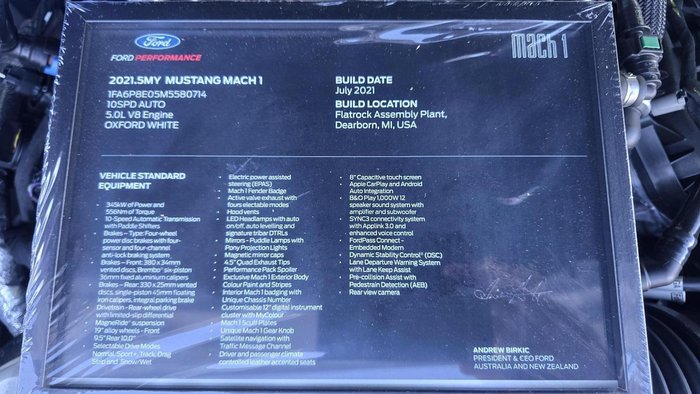 Ford
FORD PERFORMANCE
mach 1
2021.5MY MUSTANG MACH 1
1FA6P8E05M5580714
10SPD AUTO
5.0L V8 Engine
OXFORD WHITE
BUILD DATE
July 2021
BUILD LOCATION
Flatrock Assembly Plant,
Dearborn, MI, USA
VEHICLE STANDARD
EQUIPMENT
• 345kW of Power and
556Nm of Torque
• 10-Speed Automatic Transmission
with Paddle Shifters
• Brakes – Type: Four-wheel
power disc brakes with four-
sensor and four-channel
anti-lock braking system
• Brakes – Front: 380 x 34mm
vented discs, Brembo™ six-piston
36mm fixed aluminium calipers
• Brakes – Rear: 330 x 25mm vented
discs, single-piston 45mm floating
iron calipers, integral parking brake
• Drivetrain - Rear-wheel drive
with limited-slip differential
• MagneRide® suspension
• 19" alloy wheels - Front
9.5" Rear 10.0"
• Selectable Drive Modes
Normal, Sport+, Track, Drag
Strip and Snow/Wet
• Electric power assisted
steering (EPAS)
• Mach 1 Fender Badge
• Active valve exhaust with
fours electable modes
• Hood vents
• LED Headlamps with auto
on/off, auto levelling and
signature tribar DTRLs
• Mirrors - Puddle Lamps with
Pony Projection Lights
• Magnetic mirror caps
• 4.5" Quad Exhaust Tips
• Performance Pack Spoiler
• Exclusive Mach 1 Exterior Body
Colour Paint and Stripes
• Interior Mach 1 badging with
Unique Chassis Number
• Customisable 12" digital instrument
cluster with MyColour
• Mach 1 Scuff Plates
• Unique Mach 1 Gear Knob
• Satellite navigation with
Traffic Message Channel
• Driver and passenger climate
controlled leather accented seats
• 8" Capacitive touch screen
• Apple CarPlay and Android
Auto Integration
• B&O Play 1,000W 12
speaker sound system with
amplifier and subwoofer
• SYNC3 connectivity system
with Applink 3.0 and
enhanced voice control
• FordPass Connect -
Embedded Modem
• Dynamic Stability Control™ (DSC)
• Lane Departure Warning System
with Lane Keep Assist
• Pre-collision Assist with
Pedestrian Detection (AEB)
• Rear view camera
ANDREW BIRKIC
PRESIDENT & CEO FORD
AUSTRALIA AND NEW ZEALAND